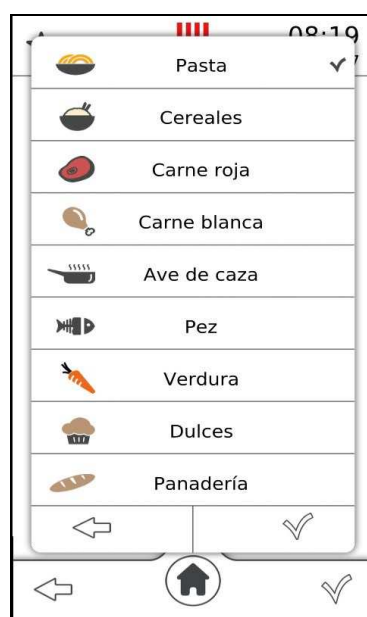 08:19
Pasta
Cereales
Carne roja
Carne blanca
Ave de caza
Pez
Verdura
Dulces
Panadería